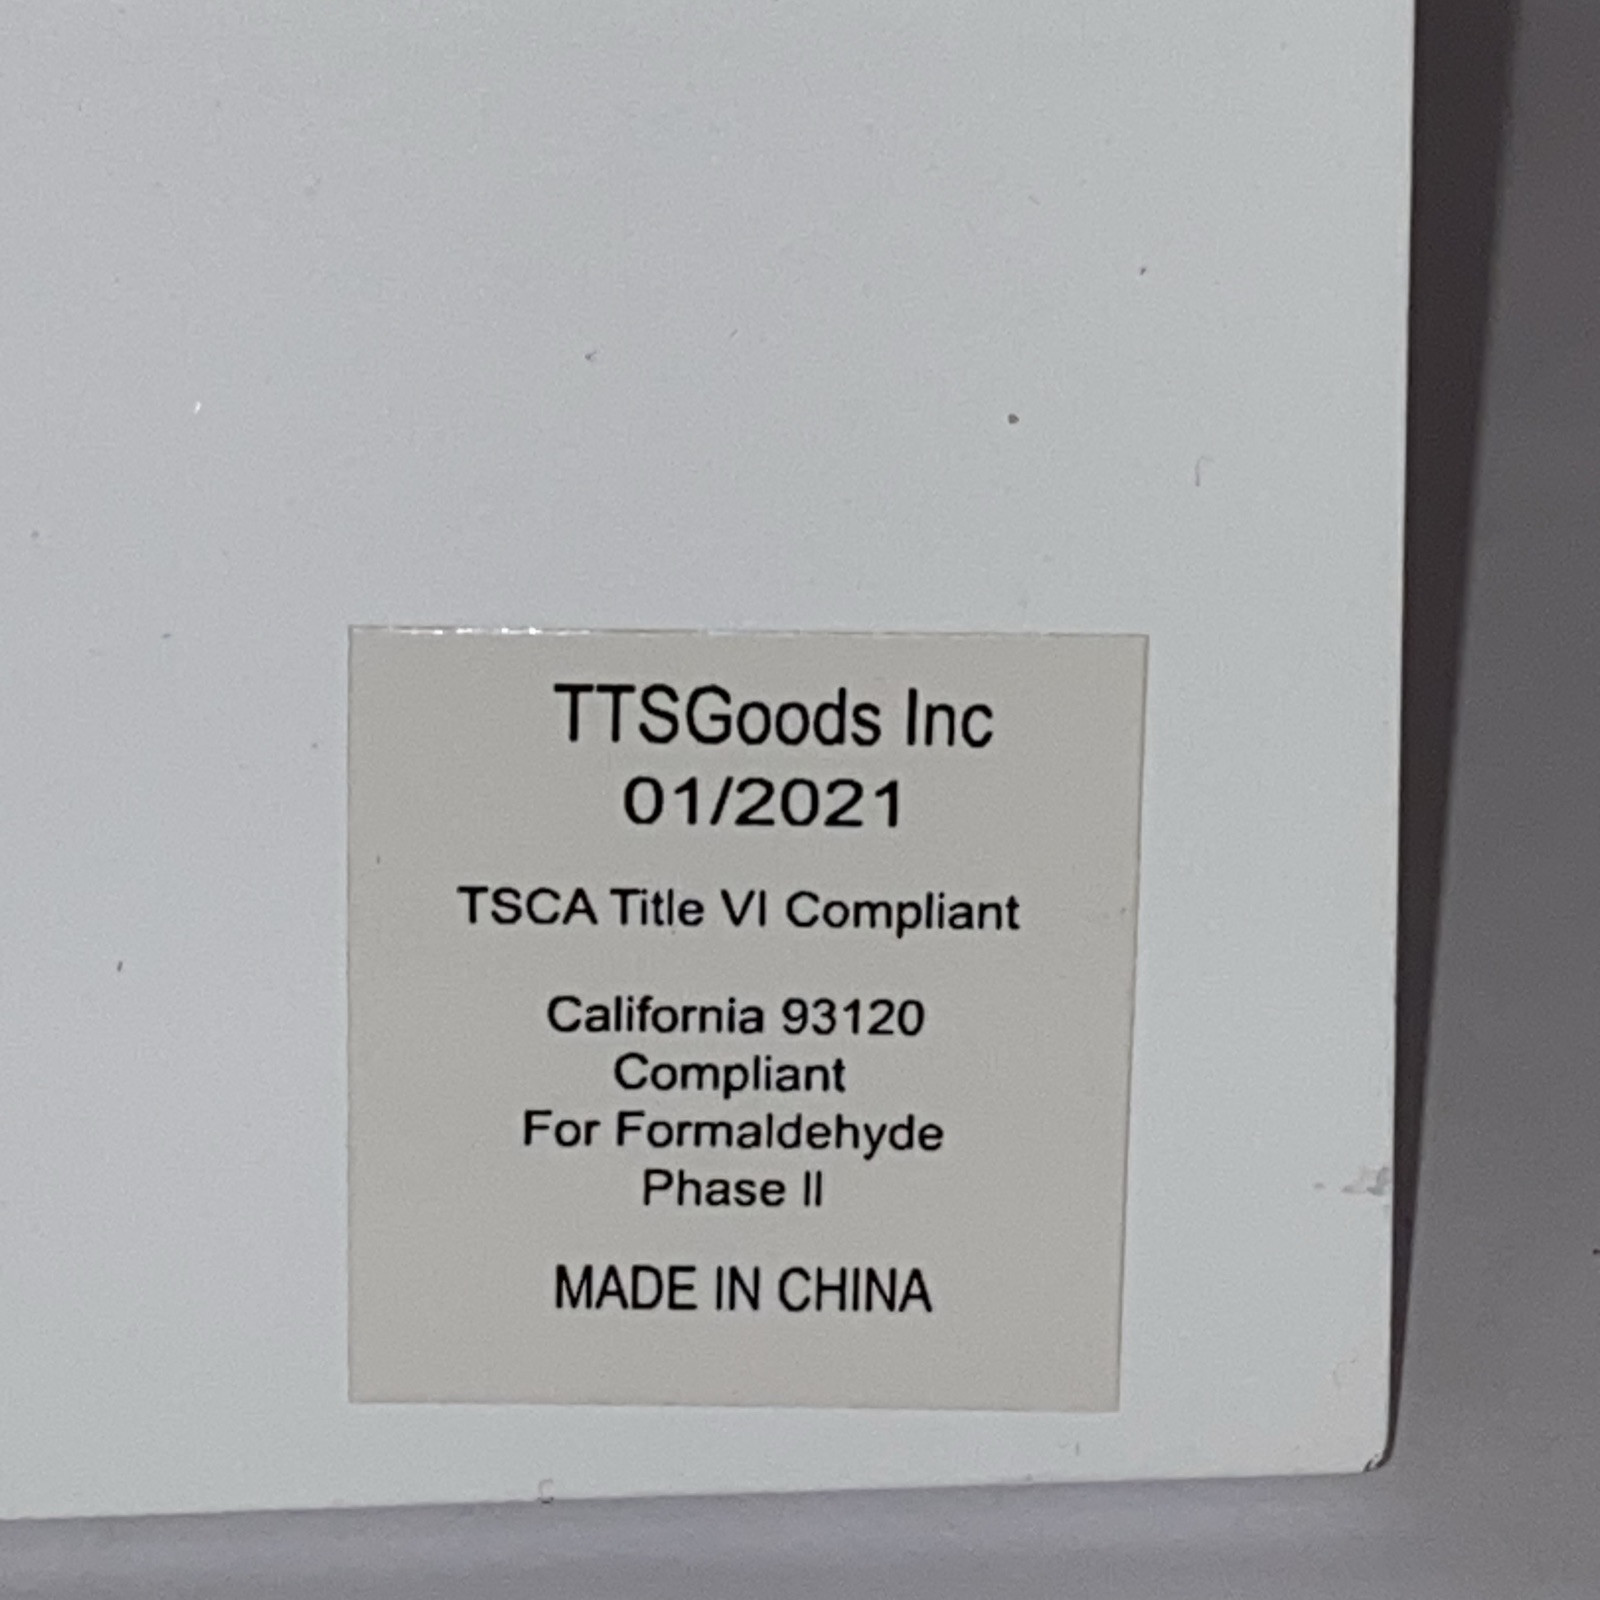 TTSGoods Inc
01/2021
TSCA Title VI Compliant
California 93120
Compliant
For Formaldehyde
Phase II
MADE IN CHINA